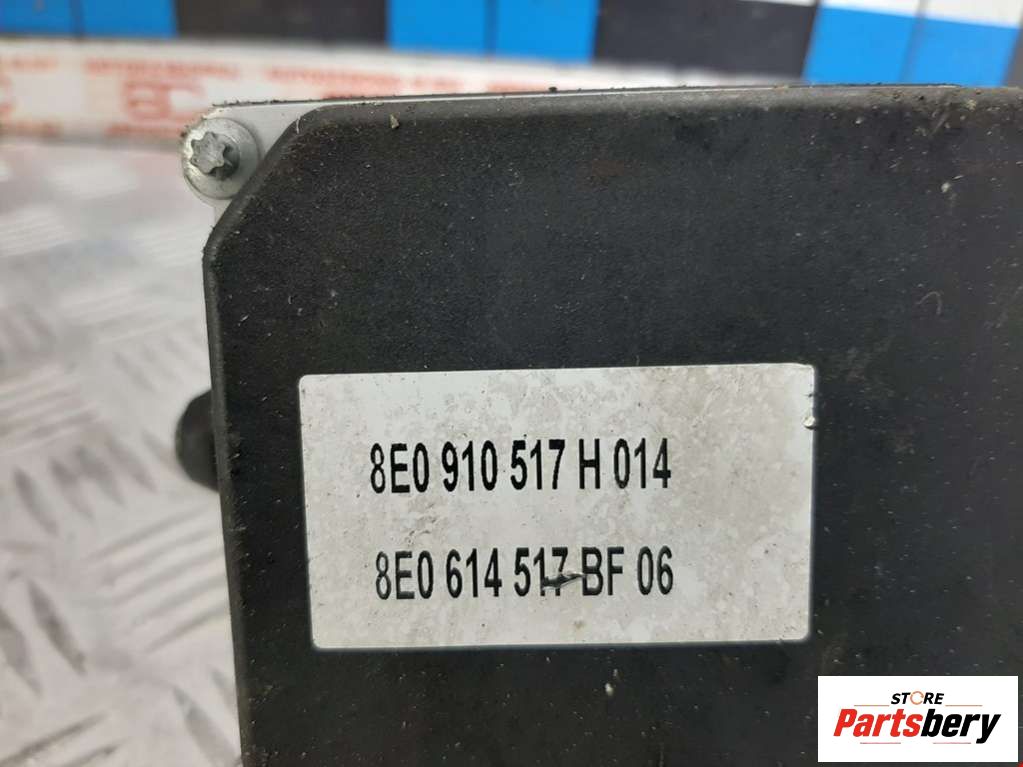 8E0 910 517 H 014
8E0 614 517 BF 06
STORE
Partsbery